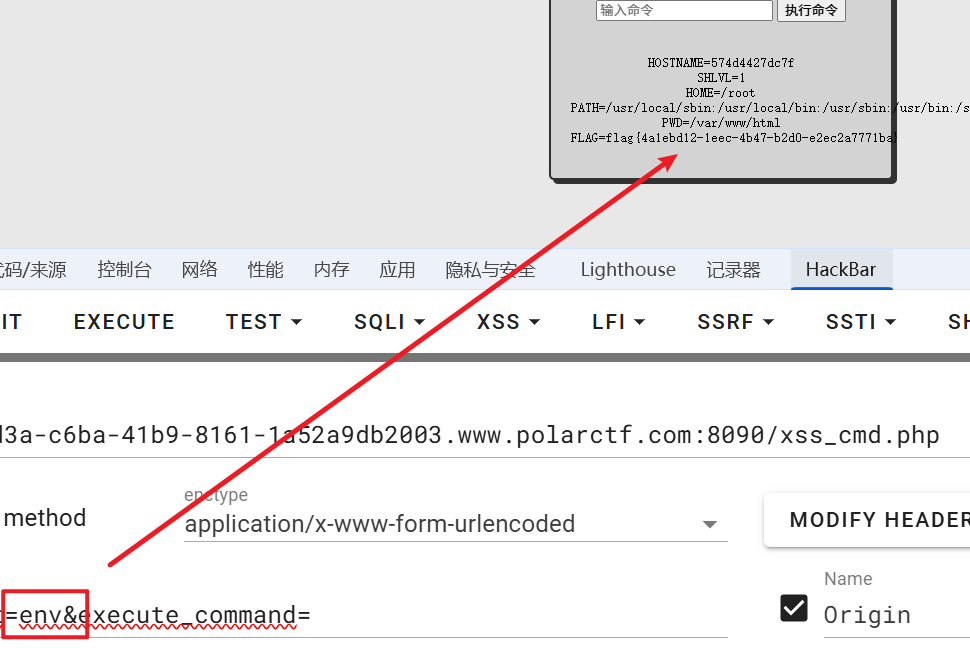 输入命令 执行命令
HOSTNAME=574d4427dc7f
SHLVL=1
HOME=/root
PATH=/usr/local/sbin:/usr/local/bin:/usr/sbin:/usr/bin:/s
PWD=/var/www/html
FLAG=flag{4a1ebd12-1eec-4b47-b2d0-e2ec2a7771ba}
代码/来源 控制台 网络 性能 内存 应用 隐私与安全 Lighthouse 记录器 HackBar
IT EXECUTE TEST SQLI XSS LFI SSRF SSTI SH
d3a-c6ba-41b9-8161-1a52a9db2003.www.polarctf.com:8090/xss_cmd.php
enctype
method application/x-www-form-urlencoded MODIFY HEADER
Name
=env&execute_command= Origin